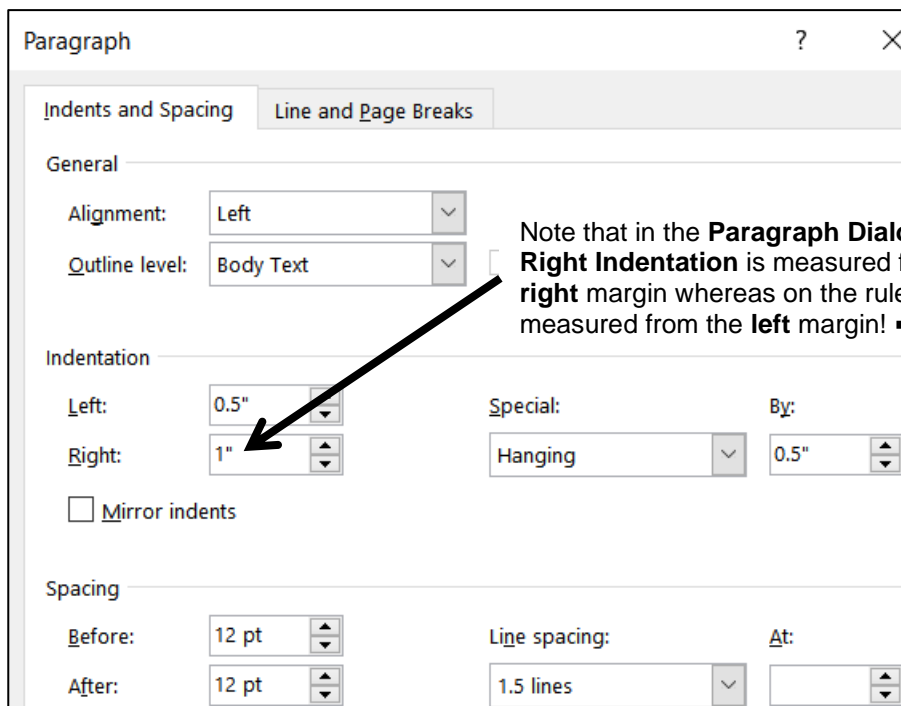 Paragraph ?
Indents and Spacing Line and Page Breaks
General
Alignment: Left
Outline level: Body Text
Note that in the Paragraph
Right Indentation is measured
right margin whereas on the
measured from the left margin!
Indentation
Left: 0.5" Special: By:
Right: 1" Hanging 0.5"
Mirror indents
Spacing
Before: 12 pt Line spacing: At:
After: 12 pt 1.5 lines